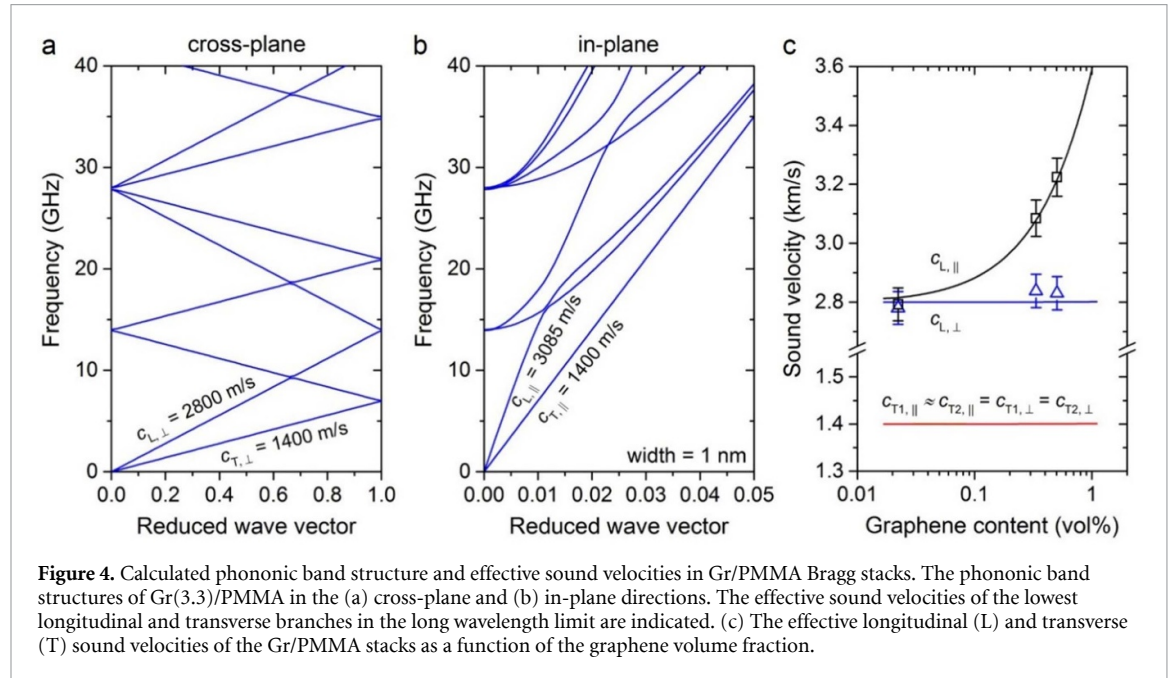 a
cross-plane
40
30
20
10
0
Frequency (GHz)
0.0 0.2 0.4 0.6 0.8 1.0
Reduced wave vector
c_L,⊥ = 2800 m/s
c_T,⊥ = 1400 m/s
b
in-plane
40
30
20
10
0
Frequency (GHz)
0.00 0.01 0.02 0.03 0.04 0.05
Reduced wave vector
c_L,|| = 3085 m/s
c_T,|| = 1400 m/s
width = 1 nm
c
3.6
3.4
3.2
3.0
2.8
1.5
1.4
1.3
Sound velocity (km/s)
0.01 0.1 1
Graphene content (vol%)
c_L,||
c_L,⊥
c_T1,|| ≈ c_T2,|| = c_T1,⊥ = c_T2,⊥
Figure 4. Calculated phononic band structure and effective sound velocities in Gr/PMMA Bragg stacks. The phononic band
structures of Gr(3.3)/PMMA in the (a) cross-plane and (b) in-plane directions. The effective sound velocities of the lowest
longitudinal and transverse branches in the long wavelength limit are indicated. (c) The effective longitudinal (L) and transverse
(T) sound velocities of the Gr/PMMA stacks as a function of the graphene volume fraction.